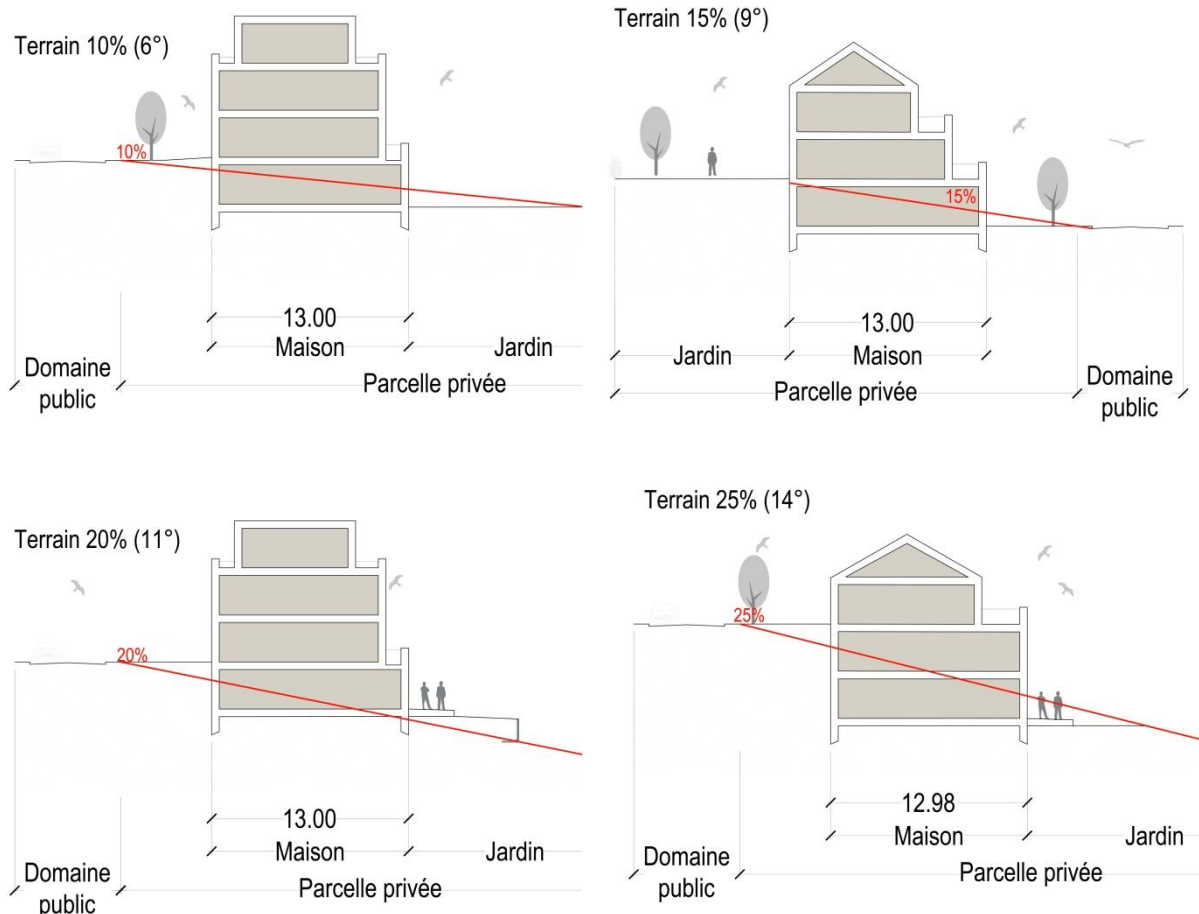 Terrain 10% (6°)
10%
13.00
Maison
Jardin
Domaine
public
Parcelle privée
Terrain 15% (9°)
15%
13.00
Jardin
Maison
Parcelle privée
Domaine
public
Terrain 20% (11°)
20%
13.00
Maison
Jardin
Domaine
public
Parcelle privée
Terrain 25% (14°)
25%
12.98
Maison
Jardin
Domaine
public
Parcelle privée